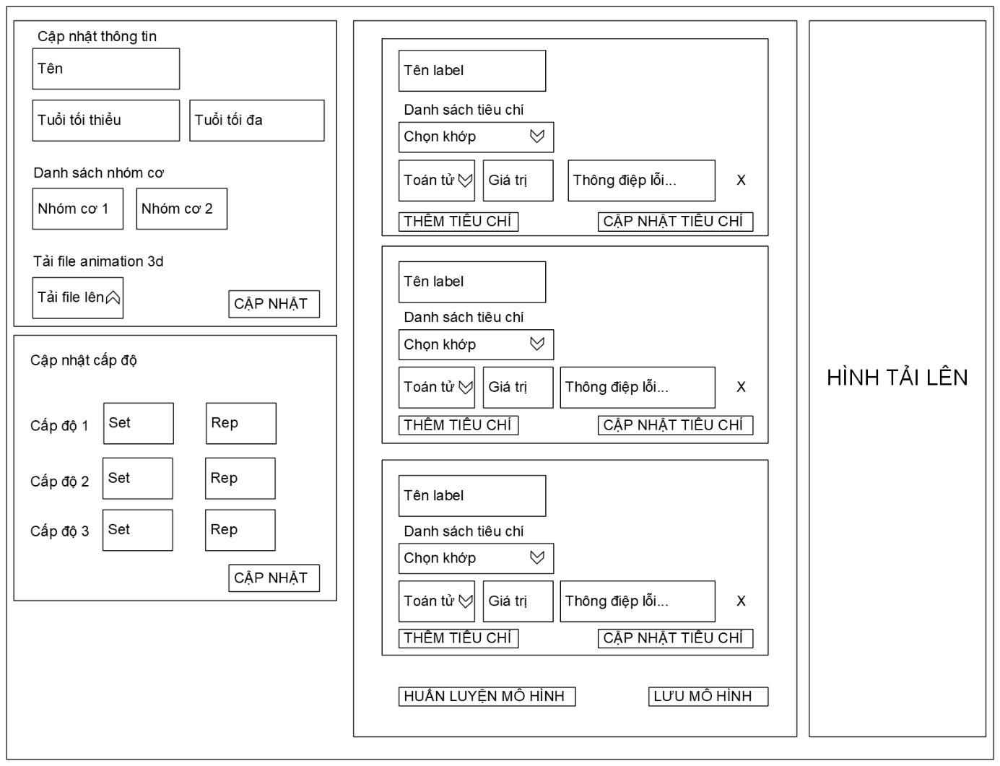 Cập nhật thông tin
Tên
Tuổi tối thiểu
Tuổi tối đa
Danh sách nhóm cơ
Nhóm cơ 1
Nhóm cơ 2
Tải file animation 3d
Tải file lên
CẬP NHẬT
Cập nhật cấp độ
Cấp độ 1
Set
Rep
Cấp độ 2
Set
Rep
Cấp độ 3
Set
Rep
CẬP NHẬT
Tên label
Danh sách tiêu chí
Chọn khớp
Toán tử
Giá trị
Thông điệp lỗi...
X
THÊM TIÊU CHÍ
CẬP NHẬT TIÊU CHÍ
Tên label
Danh sách tiêu chí
Chọn khớp
Toán tử
Giá trị
Thông điệp lỗi...
X
THÊM TIÊU CHÍ
CẬP NHẬT TIÊU CHÍ
Tên label
Danh sách tiêu chí
Chọn khớp
Toán tử
Giá trị
Thông điệp lỗi...
X
THÊM TIÊU CHÍ
CẬP NHẬT TIÊU CHÍ
HUẤN LUYỆN MÔ HÌNH
LƯU MÔ HÌNH
HÌNH TẢI LÊN